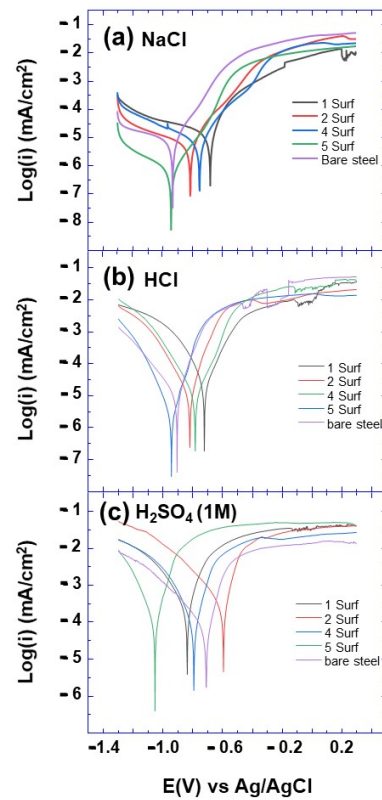 (a) NaCl
-1
-2
-3
-4
-5
-6
-7
-8
Log(i) (mA/cm²)
1 Surf
2 Surf
4 Surf
5 Surf
Bare steel
(b) HCl
-1
-2
-3
-4
-5
-6
-7
Log(i) (mA/cm²)
1 Surf
2 Surf
4 Surf
5 Surf
bare steel
(c) H₂SO₄ (1M)
-1
-2
-3
-4
-5
-6
Log(i) (mA/cm²)
1 Surf
2 Surf
4 Surf
5 Surf
bare steel
-1.4 -1.0 -0.6 -0.2 0.2
E(V) vs Ag/AgCl